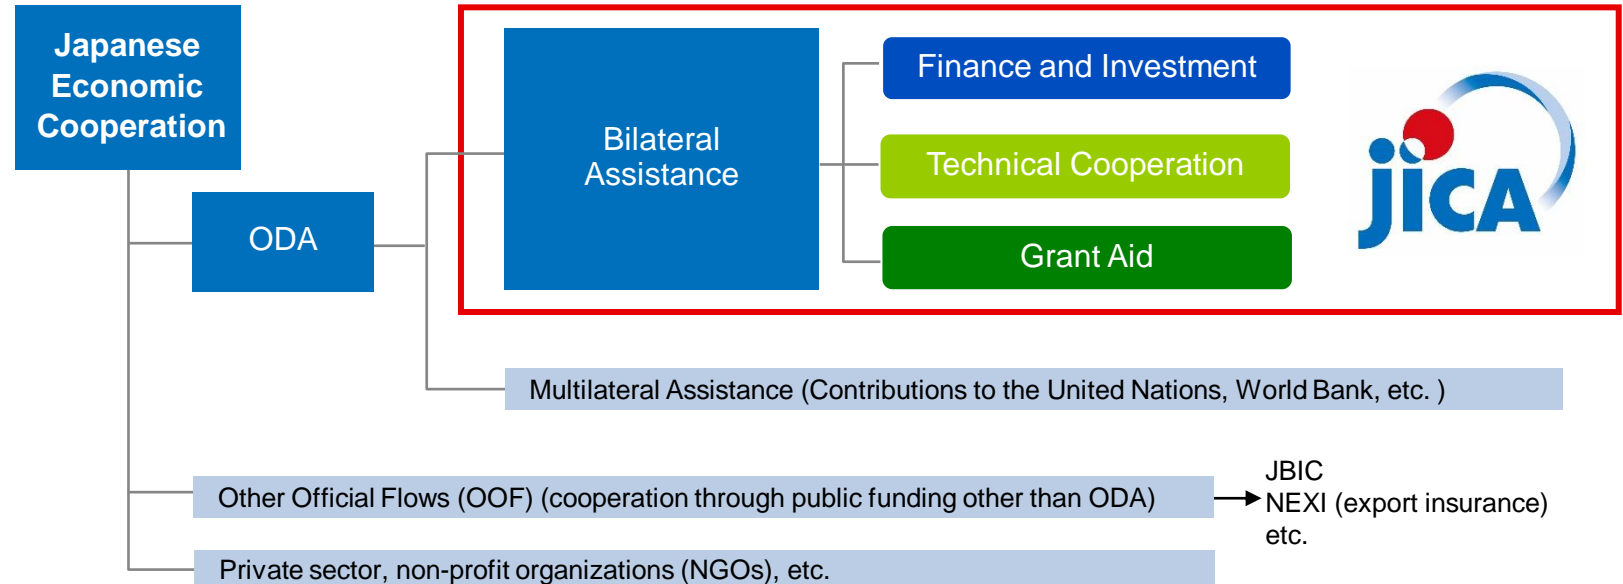 Japanese
Economic
Cooperation
ODA
Bilateral
Assistance
Finance and Investment
Technical Cooperation
Grant Aid
jICA
Multilateral Assistance (Contributions to the United Nations, World Bank, etc. )
Other Official Flows (OOF) (cooperation through public funding other than ODA)
JBIC
NEXI (export insurance)
etc.
Private sector, non-profit organizations (NGOs), etc.